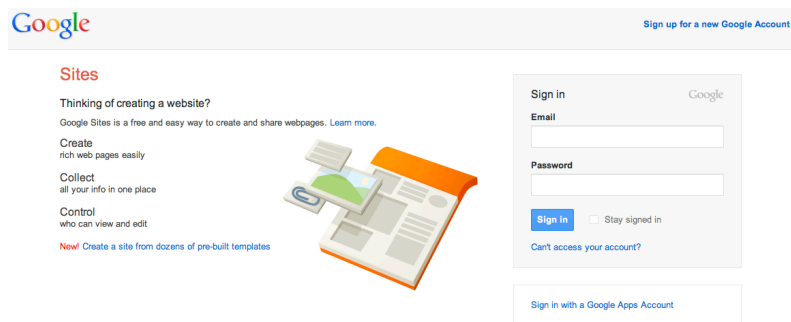 Google
Sign up for a new Google Account
Sites
Thinking of creating a website?
Google Sites is a free and easy way to create and share webpages. Learn more.
Create
rich web pages easily
Collect
all your info in one place
Control
who can view and edit
New! Create a site from dozens of pre-built templates
Sign in
Google
Email
Password
Sign in
Stay signed in
Can't access your account?
Sign in with a Google Apps Account